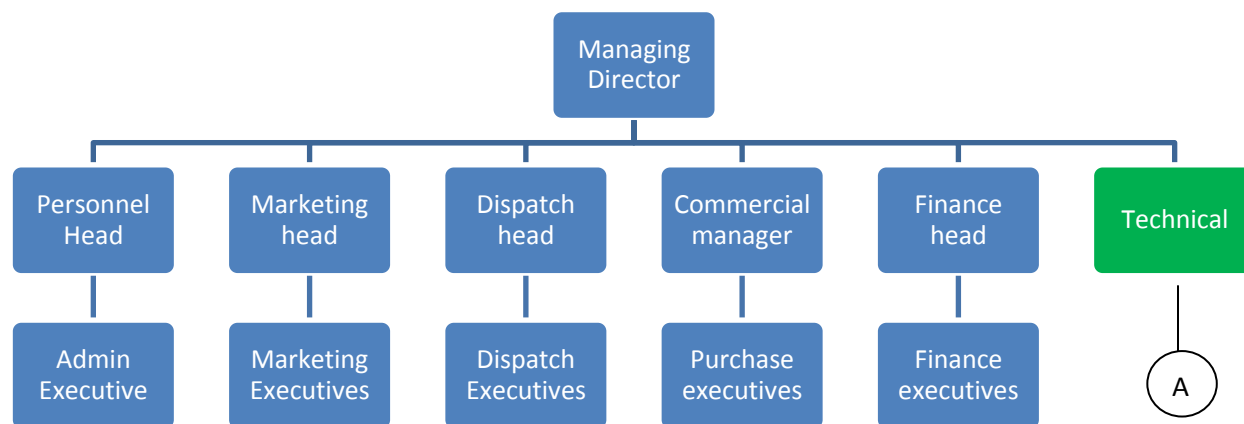 Managing
Director
Personnel
Head
Marketing
head
Dispatch
head
Commercial
manager
Finance
head
Technical
Admin
Executive
Marketing
Executives
Dispatch
Executives
Purchase
executives
Finance
executives
A